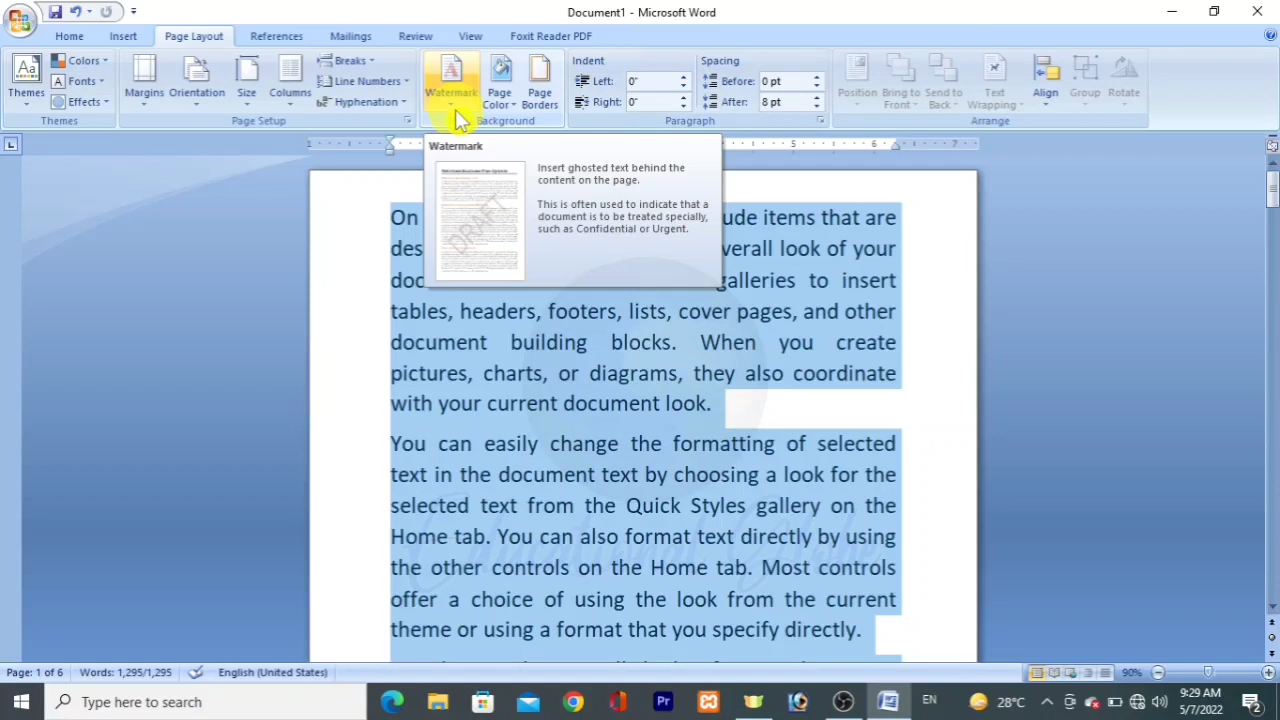 Document1 - Microsoft Word
Home Insert Page Layout References Mailings Review View Foxit Reader PDF
Themes
Colors
Fonts
Effects
Themes
Margins
Orientation
Size
Columns
Breaks
Line Numbers
Hyphenation
Page Setup
Watermark
Page Color
Page Borders
Background
Indent
Left: 0"
Right: 0"
Spacing
Before: 0 pt
After: 8 pt
Paragraph
Position
Bring to Front
Send to Back
Text Wrapping
Align
Group
Rotate
Arrange
1 5 7
Watermark
Insert ghosted text behind the
content on the page.
This is often used to indicate that a
document is to be treated specially,
such as Confidential or Urgent.
DRAFT
On ude items that are
des verall look of your
doc galleries to insert
tables, headers, footers, lists, cover pages, and other
document building blocks. When you create
pictures, charts, or diagrams, they also coordinate
with your current document look.
You can easily change the formatting of selected
text in the document text by choosing a look for the
selected text from the Quick Styles gallery on the
Home tab. You can also format text directly by using
the other controls on the Home tab. Most controls
offer a choice of using the look from the current
theme or using a format that you specify directly.
Educational Globe
Page: 1 of 6 Words: 1,295/1,295 English (United States) 90%
Type here to search
Pr
EN
28°C
9:29 AM
5/7/2022
2